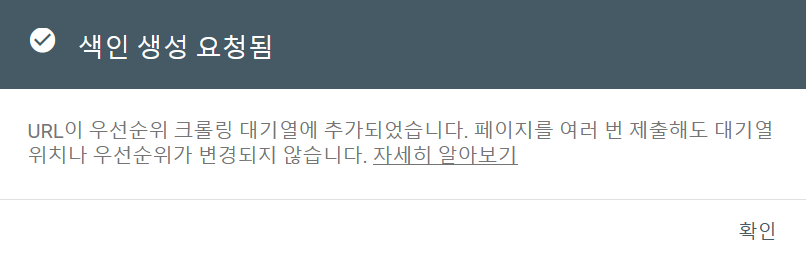 색인 생성 요청됨
URL이 우선순위 크롤링 대기열에 추가되었습니다. 페이지를 여러 번 제출해도 대기열
위치나 우선순위가 변경되지 않습니다. 자세히 알아보기
확인